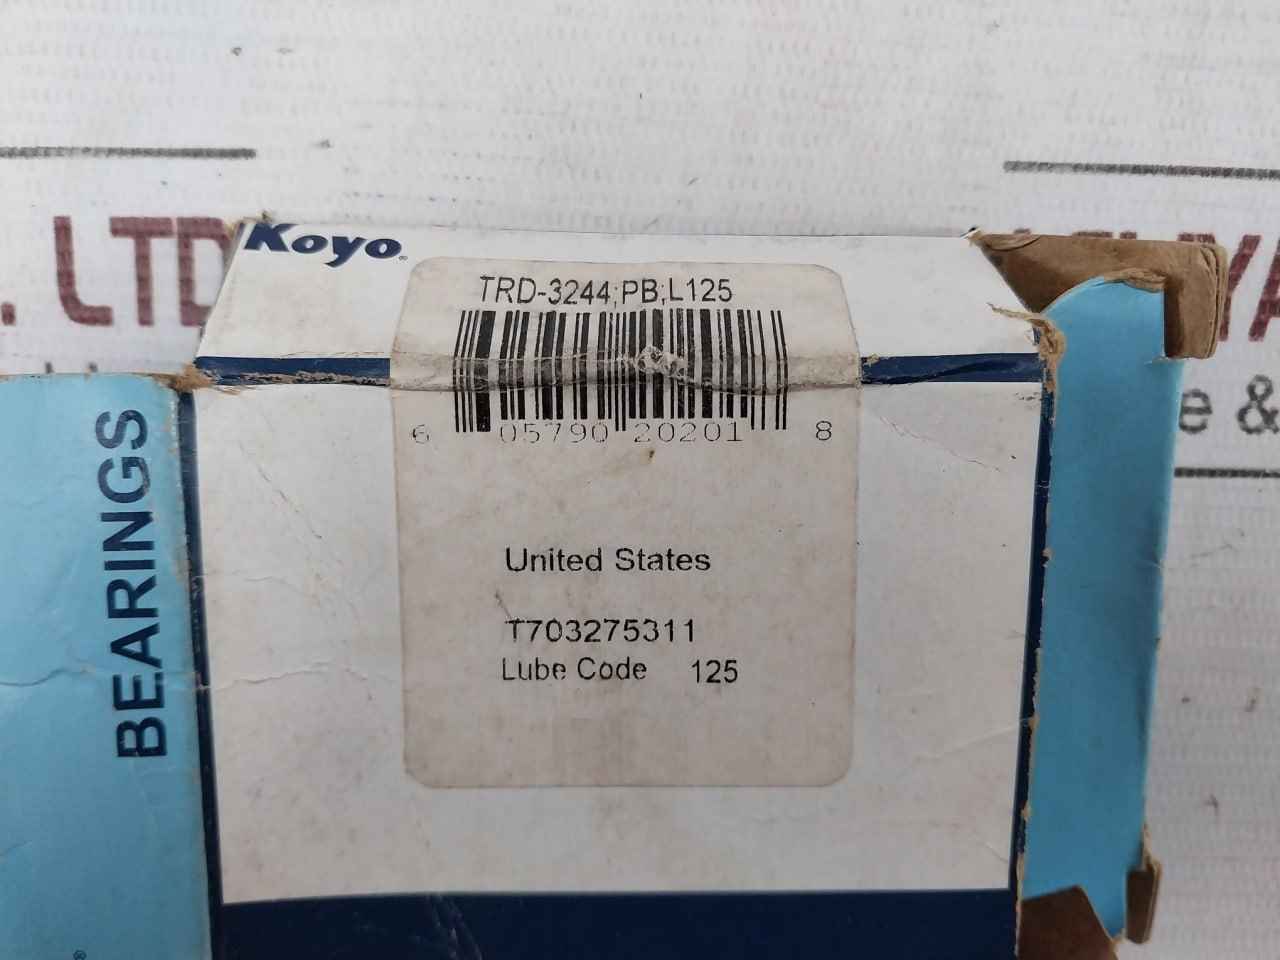 Koyo®
TRD-3244;PB;L125
6 05790 20201 8
United States
T703275311
Lube Code 125
BEARINGS
®
. LTD
e &